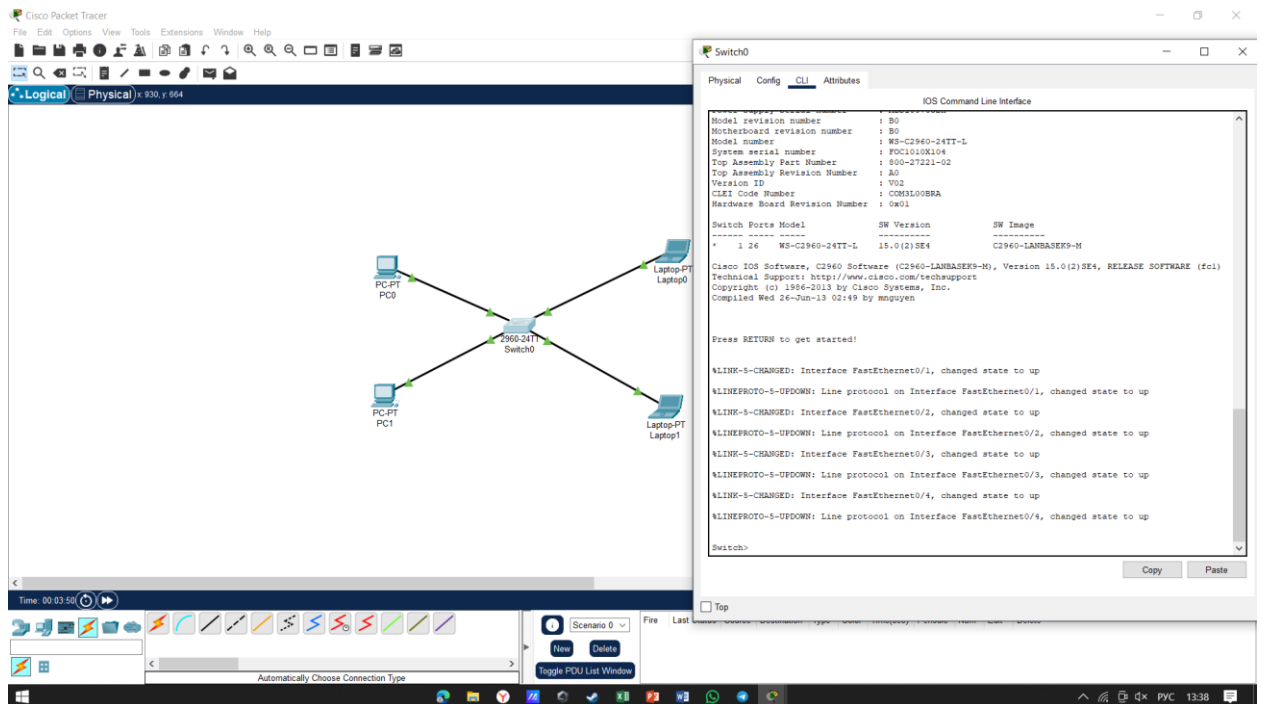 Cisco Packet Tracer
File Edit Options View Tools Extensions Window Help
Logical Physical x: 930, y: 664
PC-PT
PC0
Laptop-PT
Laptop0
2960-24TT
Switch0
PC-PT
PC1
Laptop-PT
Laptop1
Time: 00:03:50
Automatically Choose Connection Type
Scenario 0
New Delete
Toggle PDU List Window
Fire Last Status Source Destination Type Color Time(sec) Periodic Num Edit Delete
Switch0
Physical Config CLI Attributes
IOS Command Line Interface
Model revision number : B0
Motherboard revision number : B0
Model number : WS-C2960-24TT-L
System serial number : FOC1010X104
Top Assembly Part Number : 800-27221-02
Top Assembly Revision Number : A0
Version ID : V02
CLEI Code Number : COM3L00BRA
Hardware Board Revision Number : 0x01
Switch Ports Model SW Version SW Image
------ ----- ----- ---------- ----------
* 1 26 WS-C2960-24TT-L 15.0(2)SE4 C2960-LANBASEK9-M
Cisco IOS Software, C2960 Software (C2960-LANBASEK9-M), Version 15.0(2)SE4, RELEASE SOFTWARE (fc1)
Technical Support: http://www.cisco.com/techsupport
Copyright (c) 1986-2013 by Cisco Systems, Inc.
Compiled Wed 26-Jun-13 02:49 by mnguyen
Press RETURN to get started!
%LINK-5-CHANGED: Interface FastEthernet0/1, changed state to up
%LINEPROTO-5-UPDOWN: Line protocol on Interface FastEthernet0/1, changed state to up
%LINK-5-CHANGED: Interface FastEthernet0/2, changed state to up
%LINEPROTO-5-UPDOWN: Line protocol on Interface FastEthernet0/2, changed state to up
%LINK-5-CHANGED: Interface FastEthernet0/3, changed state to up
%LINEPROTO-5-UPDOWN: Line protocol on Interface FastEthernet0/3, changed state to up
%LINK-5-CHANGED: Interface FastEthernet0/4, changed state to up
%LINEPROTO-5-UPDOWN: Line protocol on Interface FastEthernet0/4, changed state to up
Switch>
Copy Paste
Top
РУС 13:38